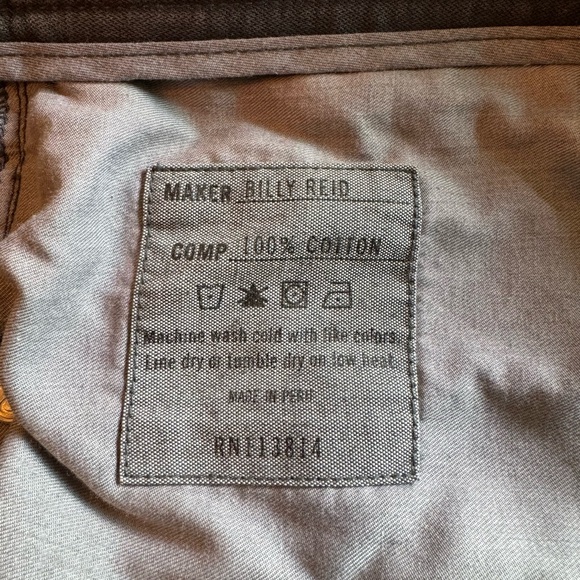 MAKER BILLY REID
COMP 100% COTTON
Machine wash cold with like colors.
Line dry or tumble dry on low heat.
MADE IN PERU
RN113814